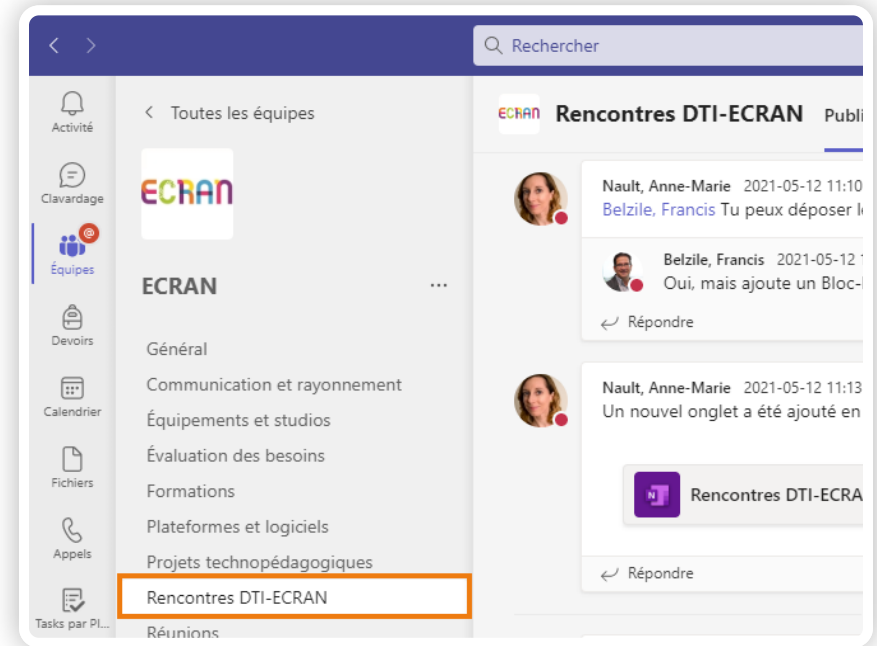 Rechercher
Activité
Clavardage
@
Équipes
Devoirs
Calendrier
Fichiers
Appels
Tasks par Pl...
Toutes les équipes
ECRAN
ECRAN
...
Général
Communication et rayonnement
Équipements et studios
Évaluation des besoins
Formations
Plateformes et logiciels
Projets technopédagogiques
Rencontres DTI-ECRAN
Réunions
ECRAN Rencontres DTI-ECRAN Publi
Nault, Anne-Marie 2021-05-12 11:10
Belzile, Francis Tu peux déposer l
Belzile, Francis 2021-05-12 1
Oui, mais ajoute un Bloc-
Répondre
Nault, Anne-Marie 2021-05-12 11:13
Un nouvel onglet a été ajouté en
N Rencontres DTI-ECRA
Répondre